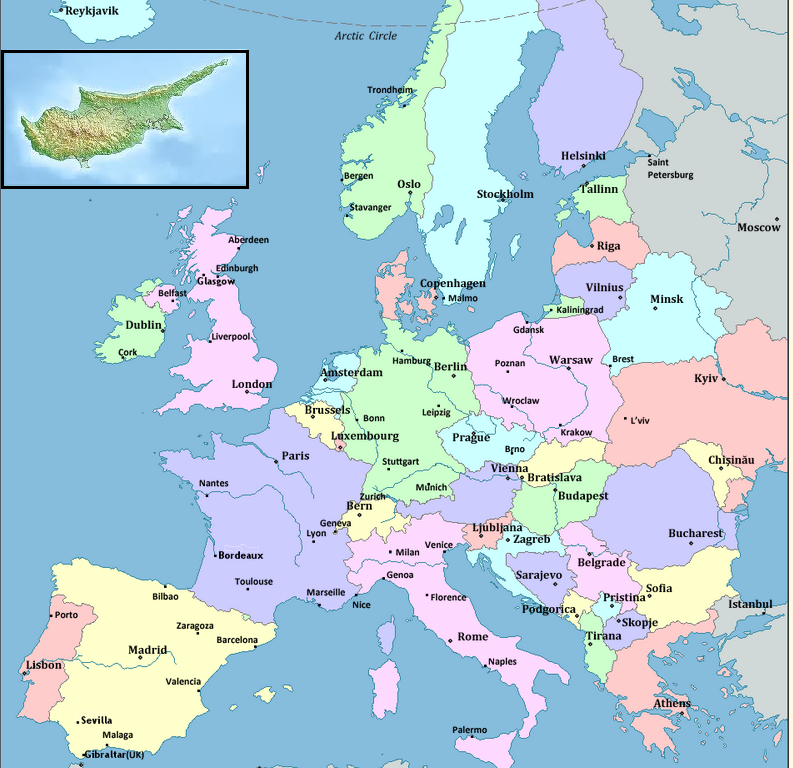 Reykjavik
Arctic Circle
Trondheim
Helsinki
Saint
Petersburg
Bergen
Oslo
Stockholm
Tallinn
Stavanger
Moscow
Aberdeen
Riga
Edinburgh
Glasgow
Copenhagen
Vilnius
Belfast
Malmo
Minsk
Kaliningrad
Dublin
Gdansk
Liverpool
Cork
Hamburg
Berlin
Poznan
Warsaw
Brest
Amsterdam
Kyiv
London
Wroclaw
Brussels
Bonn
Leipzig
L'viv
Luxembourg
Prague
Krakow
Brno
Paris
Stuttgart
Chișinău
Vienna
Bratislava
Nantes
Munich
Zurich
Budapest
Bern
Geneva
Ljubljana
Lyon
Zagreb
Bucharest
Venice
Milan
Bordeaux
Belgrade
Genoa
Sarajevo
Toulouse
Marseille
Sofia
Bilbao
Nice
Florence
Pristina
Istanbul
Podgorica
Porto
Skopje
Zaragoza
Tirana
Barcelona
Rome
Madrid
Naples
Lisbon
Valencia
Athens
Sevilla
Palermo
Malaga
Gibraltar(UK)